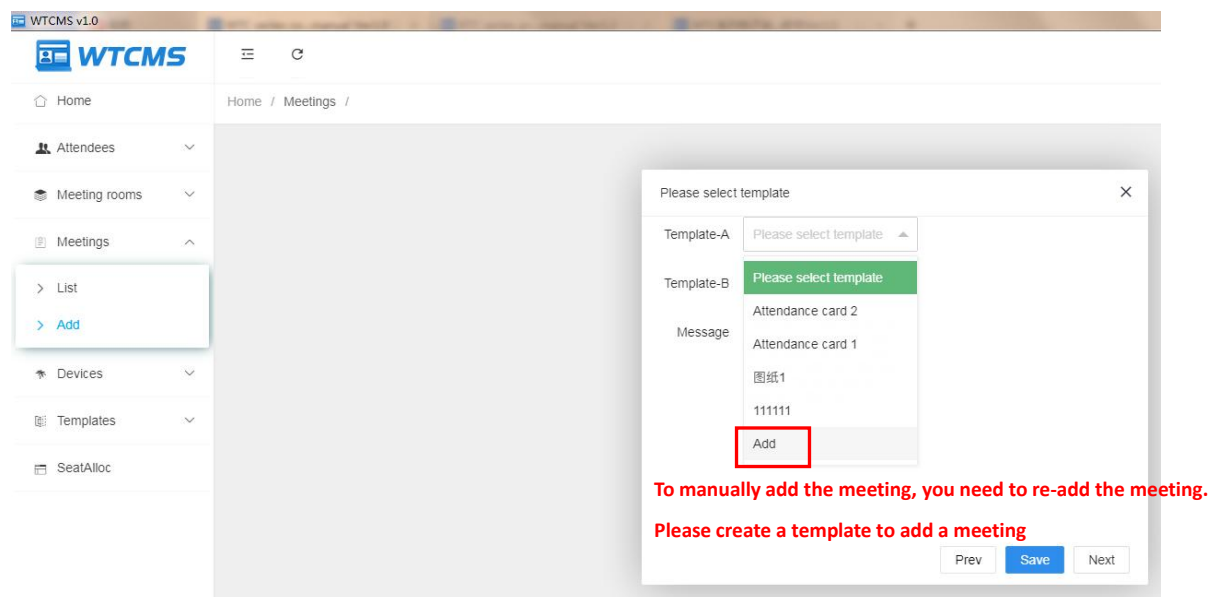 WTCMS v1.0
WTCMS
Home
Home / Meetings /
Attendees
Meeting rooms
Meetings
List
Add
Devices
Templates
SeatAlloc
Please select template
Template-A
Please select template
Template-B
Message
Please select template
Attendance card 2
Attendance card 1
图纸1
111111
Add
To manually add the meeting, you need to re-add the meeting.
Please create a template to add a meeting
Prev
Save
Next